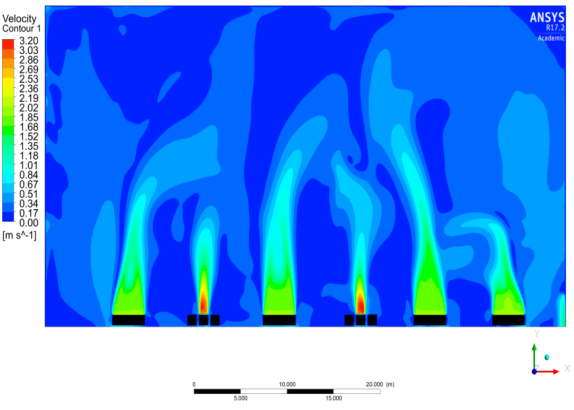 Velocity
Contour 1
3.20
3.03
2.86
2.69
2.53
2.36
2.19
2.02
1.85
1.68
1.52
1.35
1.18
1.01
0.84
0.67
0.51
0.34
0.17
0.00
[m s^-1]
ANSYS
R17.2
Academic
Y
X
0 10.000 20.000 (m)
5.000 15.000